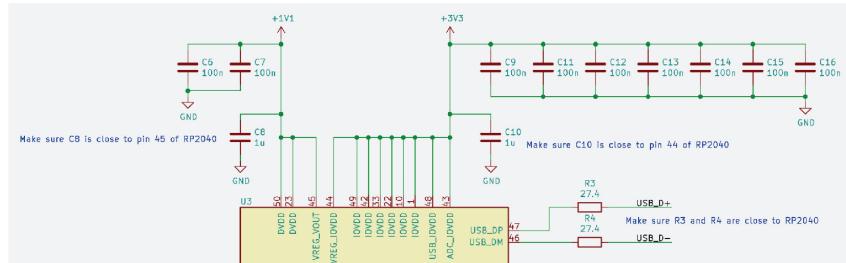 +1V1
+3V3
C6
100n
C7
100n
C9
100n
C11
100n
C12
100n
C13
100n
C14
100n
C15
100n
C16
100n
GND
GND
Make sure C8 is close to pin 45 of RP2040
C8
1u
C10
1u
Make sure C10 is close to pin 44 of RP2040
GND
GND
U3
50
23
45
44
49
42
33
22
10
1
48
43
DVDD
DVDD
VREG_VOUT
VREG_IOVDD
IOVDD
IOVDD
IOVDD
IOVDD
IOVDD
IOVDD
USB_IOVDD
ADC_IOVDD
R3
27.4
USB_D+
Make sure R3 and R4 are close to RP2040
R4
27.4
USB_D-
USB_DP
47
USB_DM
46